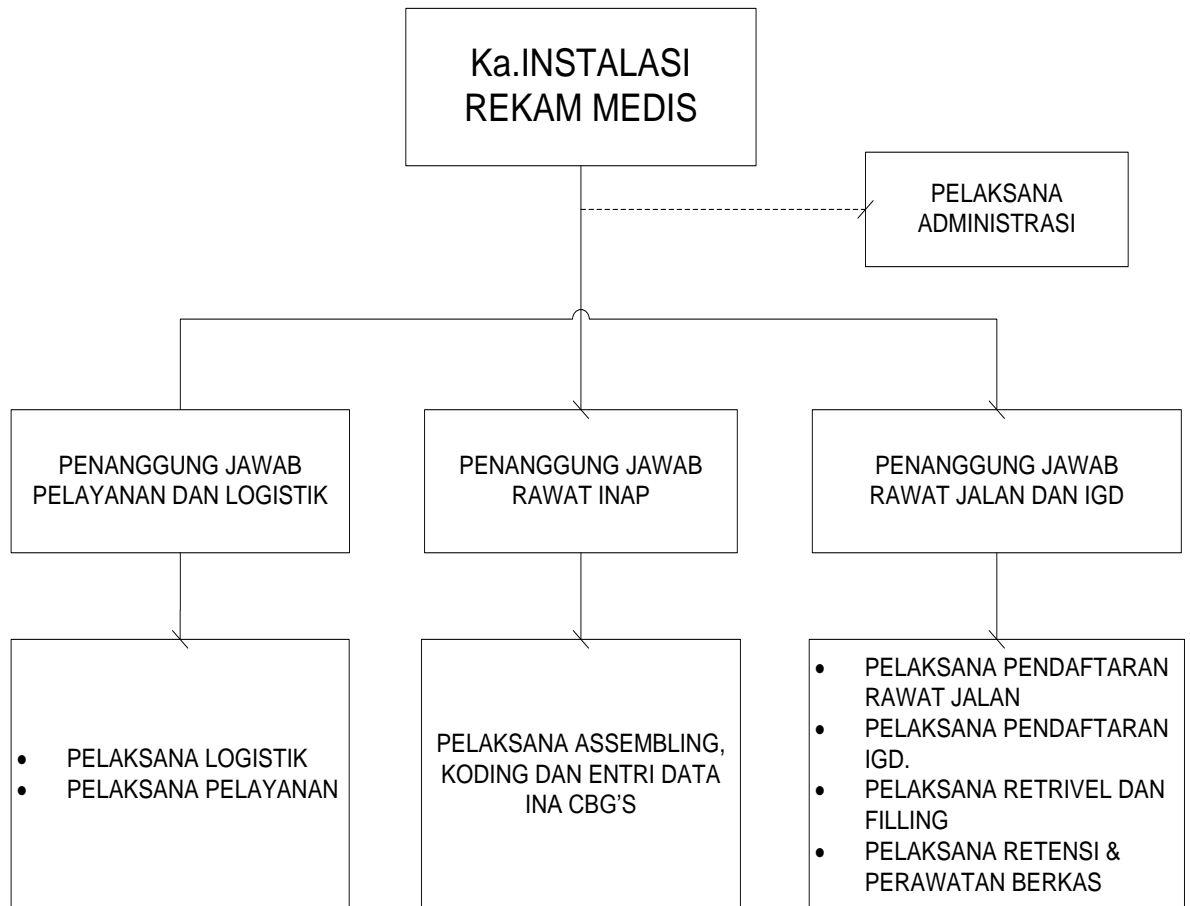 Ka.INSTALASI
REKAM MEDIS
PELAKSANA
ADMINISTRASI
PENANGGUNG JAWAB
PELAYANAN DAN LOGISTIK
PENANGGUNG JAWAB
RAWAT INAP
PENANGGUNG JAWAB
RAWAT JALAN DAN IGD
• PELAKSANA LOGISTIK
• PELAKSANA PELAYANAN
PELAKSANA ASSEMBLING,
KODING DAN ENTRI DATA
INA CBG’S
• PELAKSANA PENDAFTARAN
RAWAT JALAN
• PELAKSANA PENDAFTARAN
IGD.
• PELAKSANA RETRIVEL DAN
FILLING
• PELAKSANA RETENSI &
PERAWATAN BERKAS